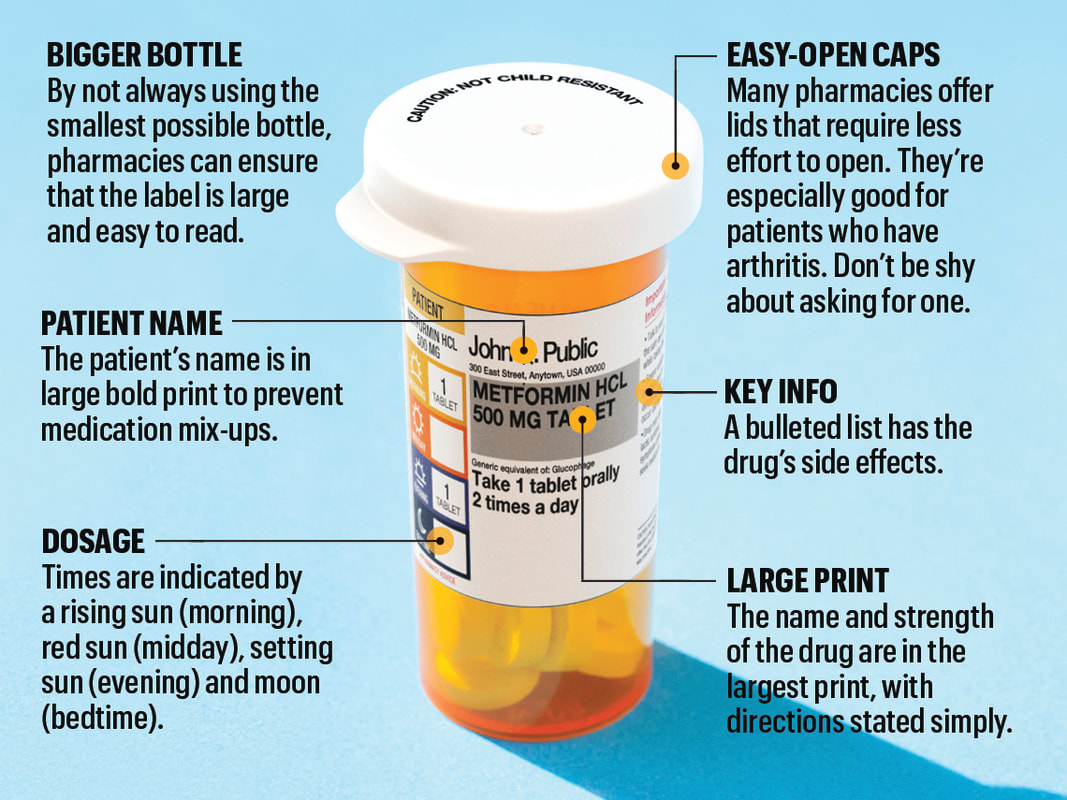 BIGGER BOTTLE
By not always using the
smallest possible bottle,
pharmacies can ensure
that the label is large
and easy to read.
PATIENT NAME
The patient's name is in
large bold print to prevent
medication mix-ups.
DOSAGE
Times are indicated by
a rising sun (morning),
red sun (midday), setting
sun (evening) and moon
(bedtime).
CAUTION: NOT CHILD RESISTANT
PATIENT
METFORMIN HCL
500 MG
1
TABLET
1
TABLET
John Public
300 East Street, Anytown, USA 00000
METFORMIN HCL
500 MG
Generic equivalent of: Glucophage
Take 1 tablet orally
2 times a day
EASY-OPEN CAPS
Many pharmacies offer
lids that require less
effort to open. They're
especially good for
patients who have
arthritis. Don't be shy
about asking for one.
KEY INFO
A bulleted list has the
drug's side effects.
LARGE PRINT
The name and strength
of the drug are in the
largest print, with
directions stated simply.